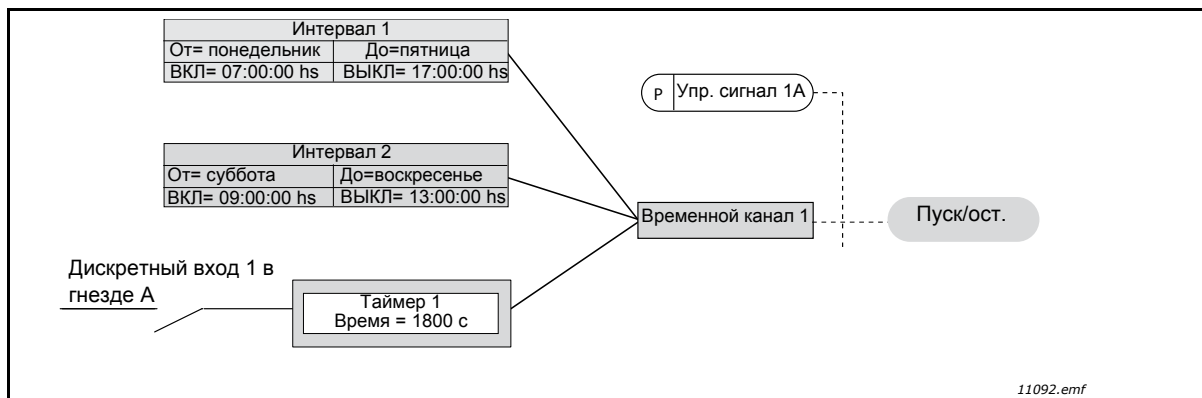 Интервал 1
От= понедельник До=пятница
ВКЛ= 07:00:00 hs ВЫКЛ= 17:00:00 hs
Р Упр. сигнал 1А
Интервал 2
От= суббота До=воскресенье
ВКЛ= 09:00:00 hs ВЫКЛ= 13:00:00 hs
Временной канал 1
Пуск/ост.
Дискретный вход 1 в
гнезде А
Таймер 1
Время = 1800 с
11092.emf